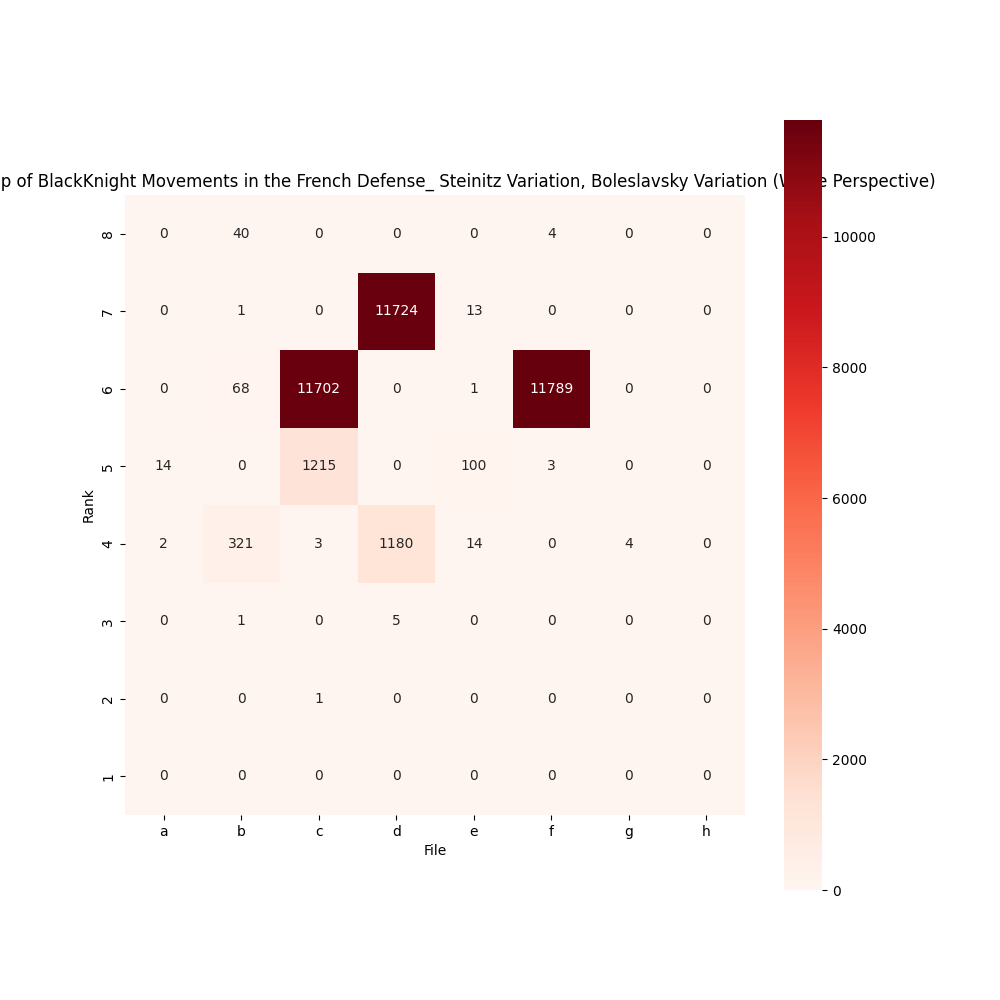 p of BlackKnight Movements in the French Defense_ Steinitz Variation, Boleslavsky Variation (W e Perspective)
8 0 40 0 0 0 4 0 0
7 0 1 0 11724 13 0 0 0
6 0 68 11702 0 1 11789 0 0
5 14 0 1215 0 100 3 0 0
4 2 321 3 1180 14 0 4 0
3 0 1 0 5 0 0 0 0
2 0 0 1 0 0 0 0 0
1 0 0 0 0 0 0 0 0
a b c d e f g h
File
Rank
10000
8000
6000
4000
2000
0